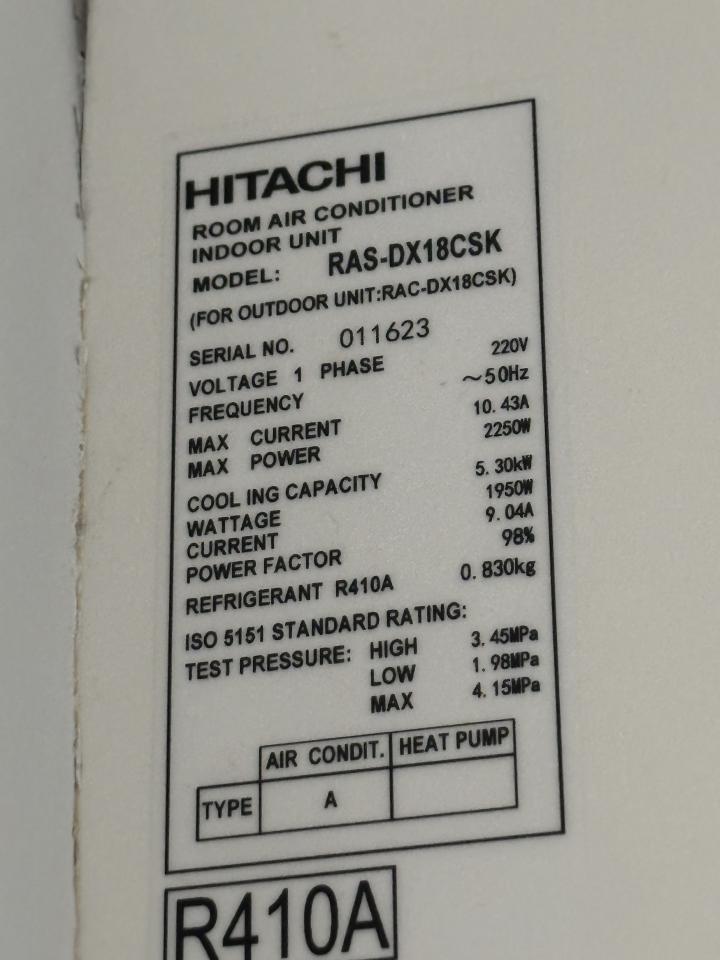 HITACHI
ROOM AIR CONDITIONER
INDOOR UNIT
MODEL: RAS-DX18CSK
(FOR OUTDOOR UNIT:RAC-DX18CSK)
SERIAL NO. 011623
VOLTAGE 1 PHASE 220V
FREQUENCY ~50Hz
MAX CURRENT 10.43A
MAX POWER 2250W
COOLING CAPACITY 5.30kW
WATTAGE 1950W
CURRENT 9.04A
POWER FACTOR 98%
REFRIGERANT R410A 0.830kg
ISO 5151 STANDARD RATING:
TEST PRESSURE: HIGH 3.45MPa
LOW 1.98MPa
MAX 4.15MPa
AIR CONDIT. HEAT PUMP
TYPE A
R410A